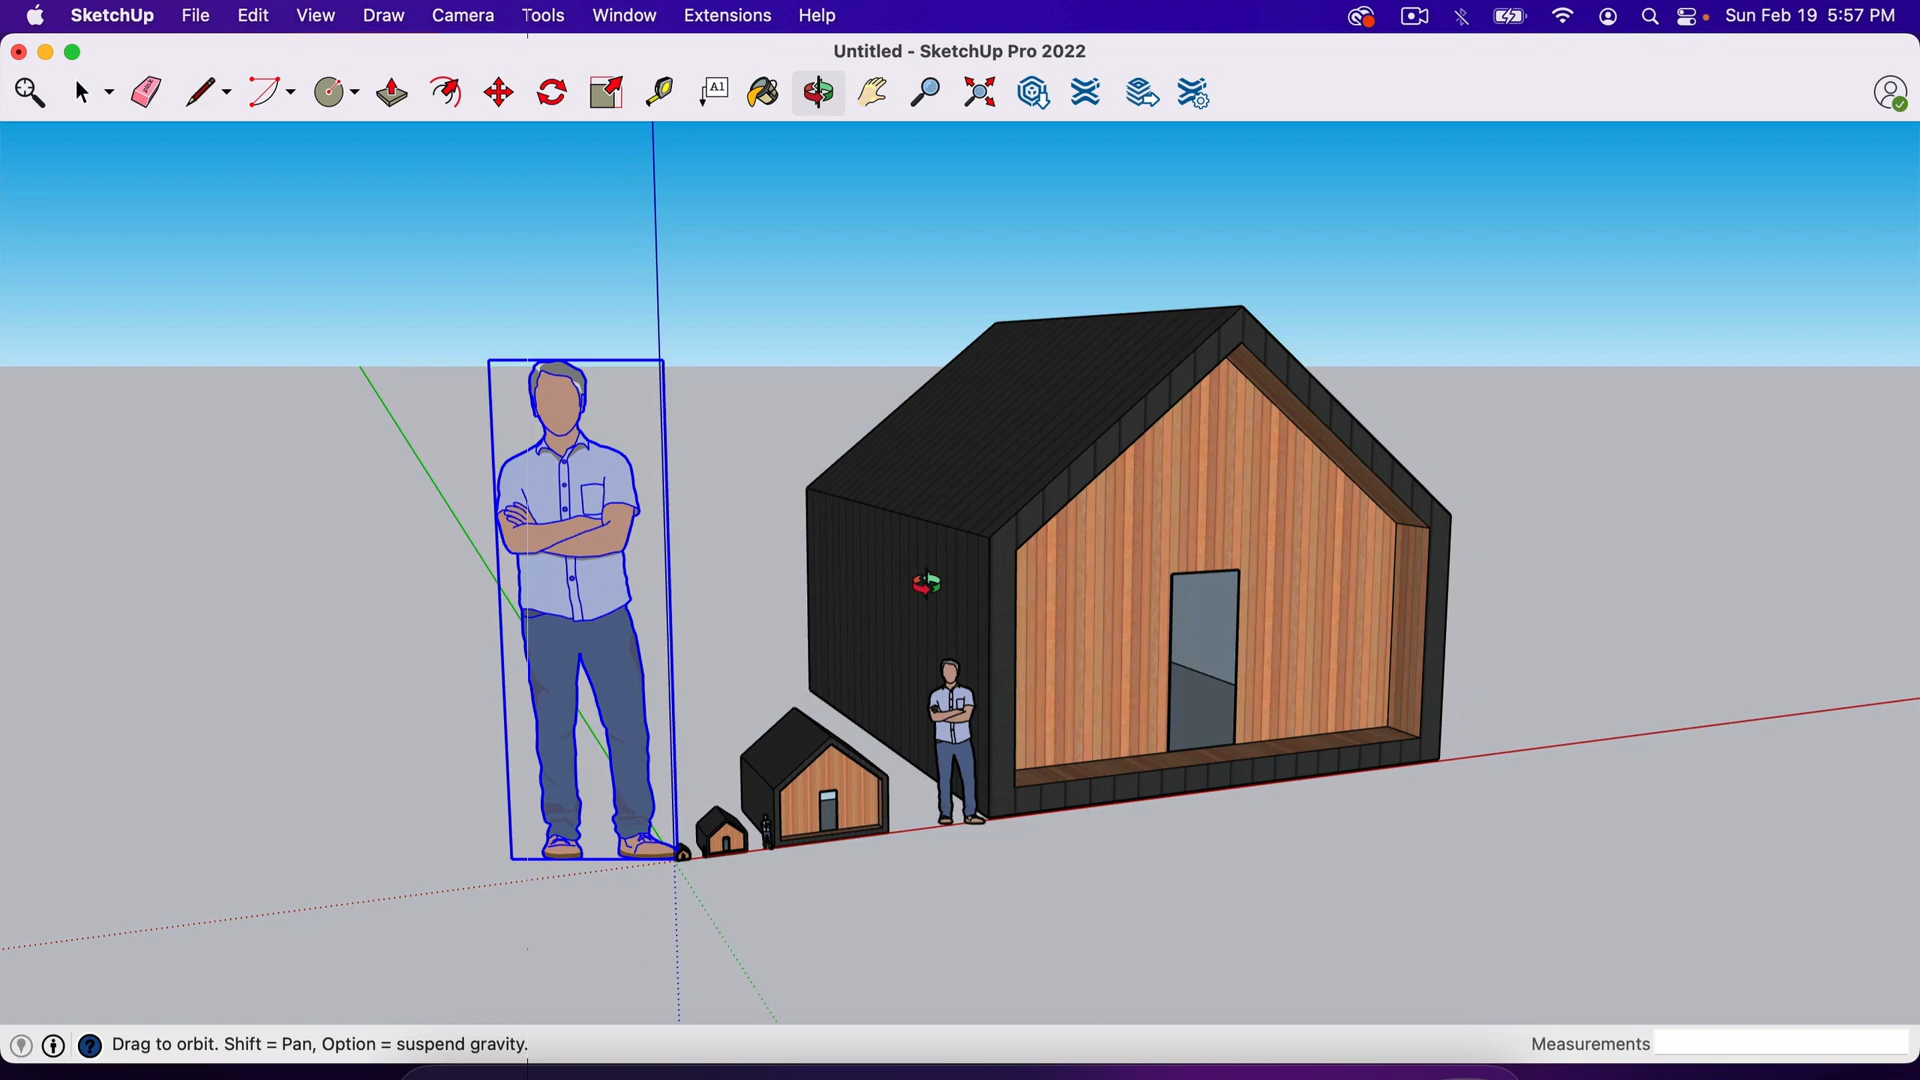 SketchUp File Edit View Draw Camera Tools Window Extensions Help Sun Feb 19 5:57 PM
Untitled - SketchUp Pro 2022
A1
Drag to orbit. Shift = Pan, Option = suspend gravity. Measurements